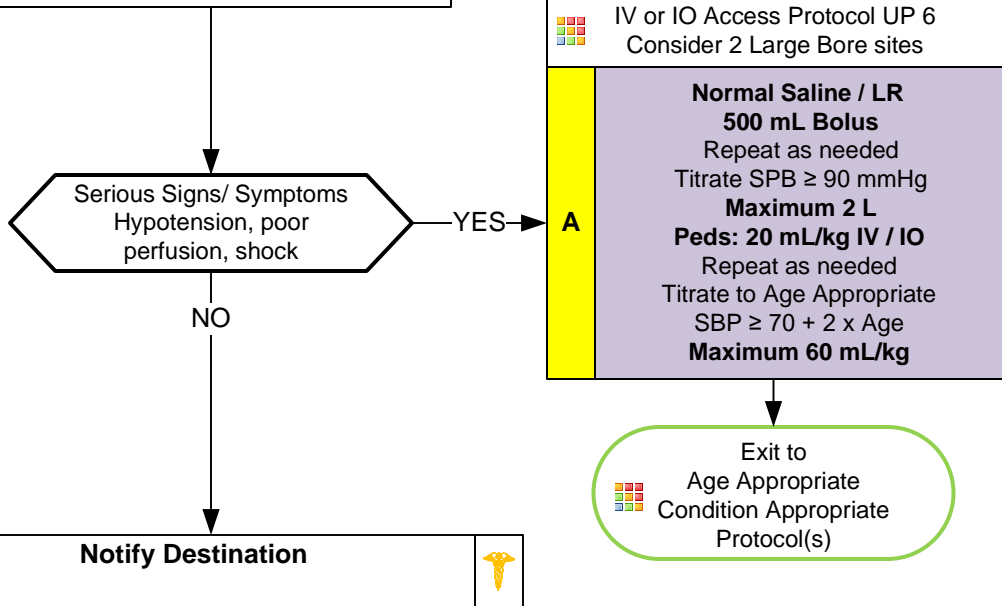 IV or IO Access Protocol UP 6
Consider 2 Large Bore sites
A
Normal Saline / LR
500 mL Bolus
Repeat as needed
Titrate SPB ≥ 90 mmHg
Maximum 2 L
Peds: 20 mL/kg IV / IO
Repeat as needed
Titrate to Age Appropriate
SBP ≥ 70 + 2 x Age
Maximum 60 mL/kg
Serious Signs/ Symptoms
Hypotension, poor
perfusion, shock
YES
NO
Exit to
Age Appropriate
Condition Appropriate
Protocol(s)
Notify Destination